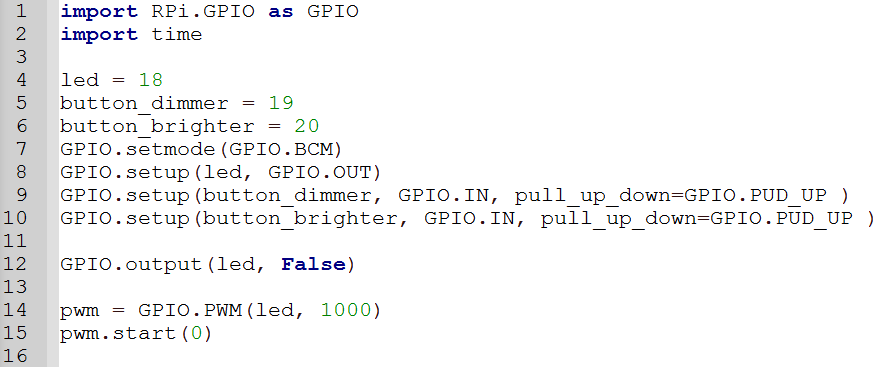 1 import RPi.GPIO as GPIO
2 import time
3
4 led = 18
5 button_dimmer = 19
6 button_brighter = 20
7 GPIO.setmode(GPIO.BCM)
8 GPIO.setup(led, GPIO.OUT)
9 GPIO.setup(button_dimmer, GPIO.IN, pull_up_down=GPIO.PUD_UP )
10 GPIO.setup(button_brighter, GPIO.IN, pull_up_down=GPIO.PUD_UP )
11
12 GPIO.output(led, False)
13
14 pwm = GPIO.PWM(led, 1000)
15 pwm.start(0)
16